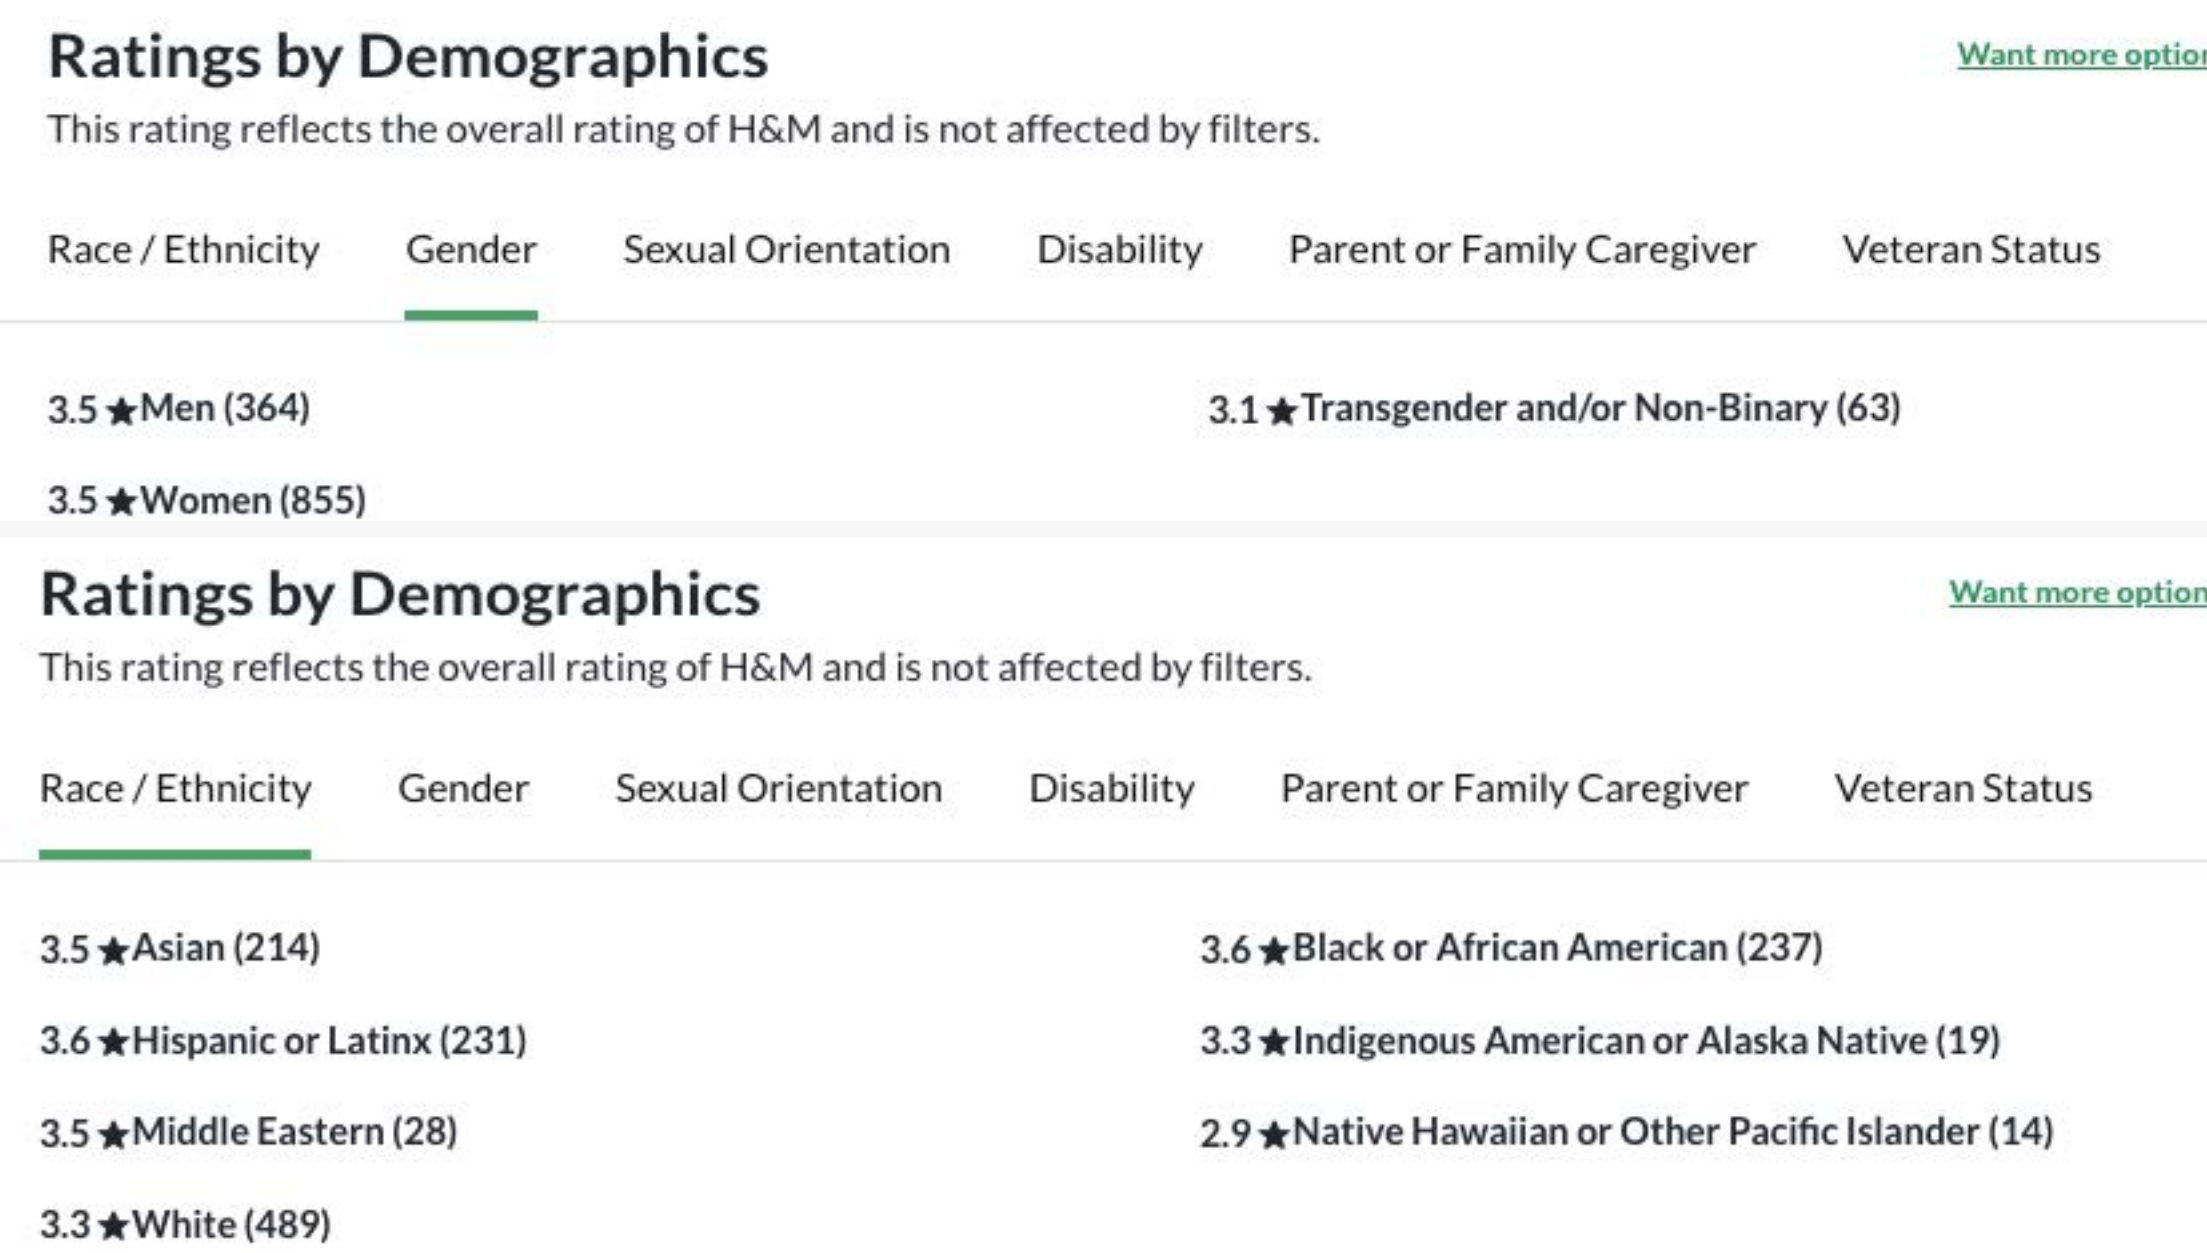 Ratings by Demographics
Want more option
This rating reflects the overall rating of H&M and is not affected by filters.
Race / Ethnicity Gender Sexual Orientation Disability Parent or Family Caregiver Veteran Status
3.5 ★ Men (364) 3.1 ★ Transgender and/or Non-Binary (63)
3.5 ★ Women (855)
Ratings by Demographics
Want more option
This rating reflects the overall rating of H&M and is not affected by filters.
Race / Ethnicity Gender Sexual Orientation Disability Parent or Family Caregiver Veteran Status
3.5 ★ Asian (214) 3.6 ★ Black or African American (237)
3.6 ★ Hispanic or Latinx (231) 3.3 ★ Indigenous American or Alaska Native (19)
3.5 ★ Middle Eastern (28) 2.9 ★ Native Hawaiian or Other Pacific Islander (14)
3.3 ★ White (489)